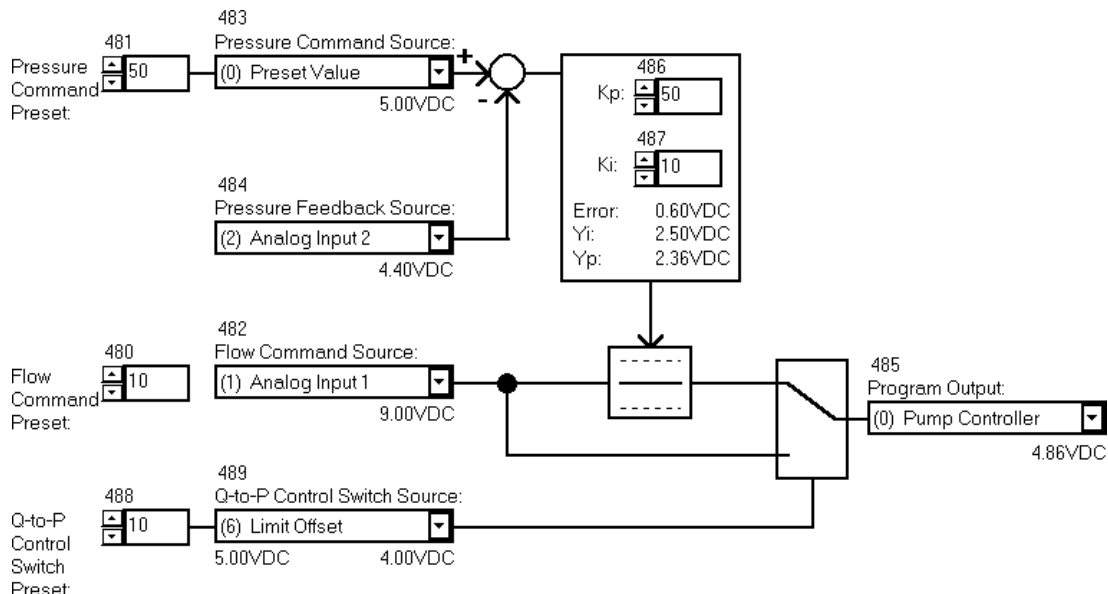 483
481
Pressure Command Source:
Pressure
Command
Preset:
50
(0) Preset Value
+
-
5.00VDC
486
Kp:
50
487
Ki:
10
Error: 0.60VDC
Yi: 2.50VDC
Yp: 2.36VDC
484
Pressure Feedback Source:
(2) Analog Input 2
4.40VDC
482
480
Flow Command Source:
Flow
Command
Preset:
10
(1) Analog Input 1
9.00VDC
485
Program Output:
(0) Pump Controller
4.86VDC
489
488
Q-to-P Control Switch Source:
Q-to-P
Control
Switch
Preset:
10
(6) Limit Offset
5.00VDC 4.00VDC